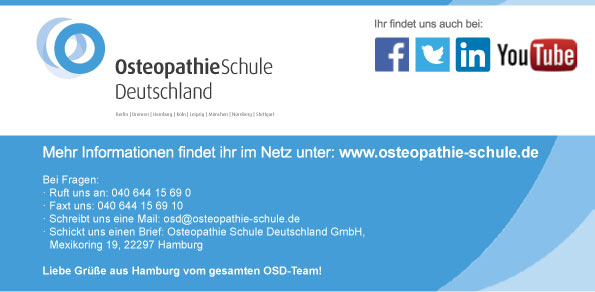 Ihr findet uns auch bei:
OsteopathieSchule
Deutschland
Berlin | Bremen | Hamburg | Köln | Leipzig | München | Nürnberg | Stuttgart
f in You Tube
Mehr Informationen findet ihr im Netz unter: www.osteopathie-schule.de
Bei Fragen:
· Ruft uns an: 040 644 15 69 0
· Faxt uns: 040 644 15 69 10
· Schreibt uns eine Mail: osd@osteopathie-schule.de
· Schickt uns einen Brief: Osteopathie Schule Deutschland GmbH,
Mexikoring 19, 22297 Hamburg
Liebe Grüße aus Hamburg vom gesamten OSD-Team!